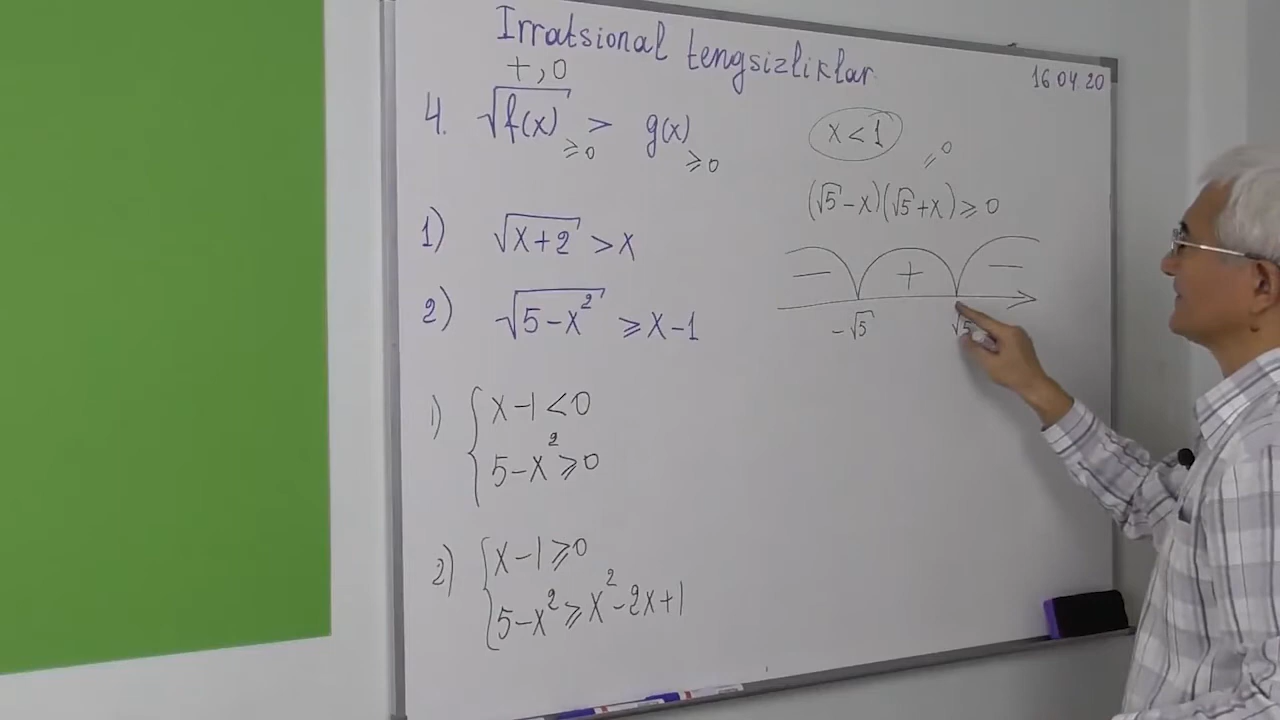 Irratsional tengsizliklar
16 04 20
+, 0
4. √f(x) > g(x)
≥0 ≥0
1) √x+2 > x
2) √5-x² ≥ x-1
1) { x-1 < 0
5-x² ≥ 0
2) { x-1 ≥ 0
5-x² ≥ x²-2x+1
x < 1
= 0
(√5-x)(√5+x) ≥ 0
- + -
-√5 √5